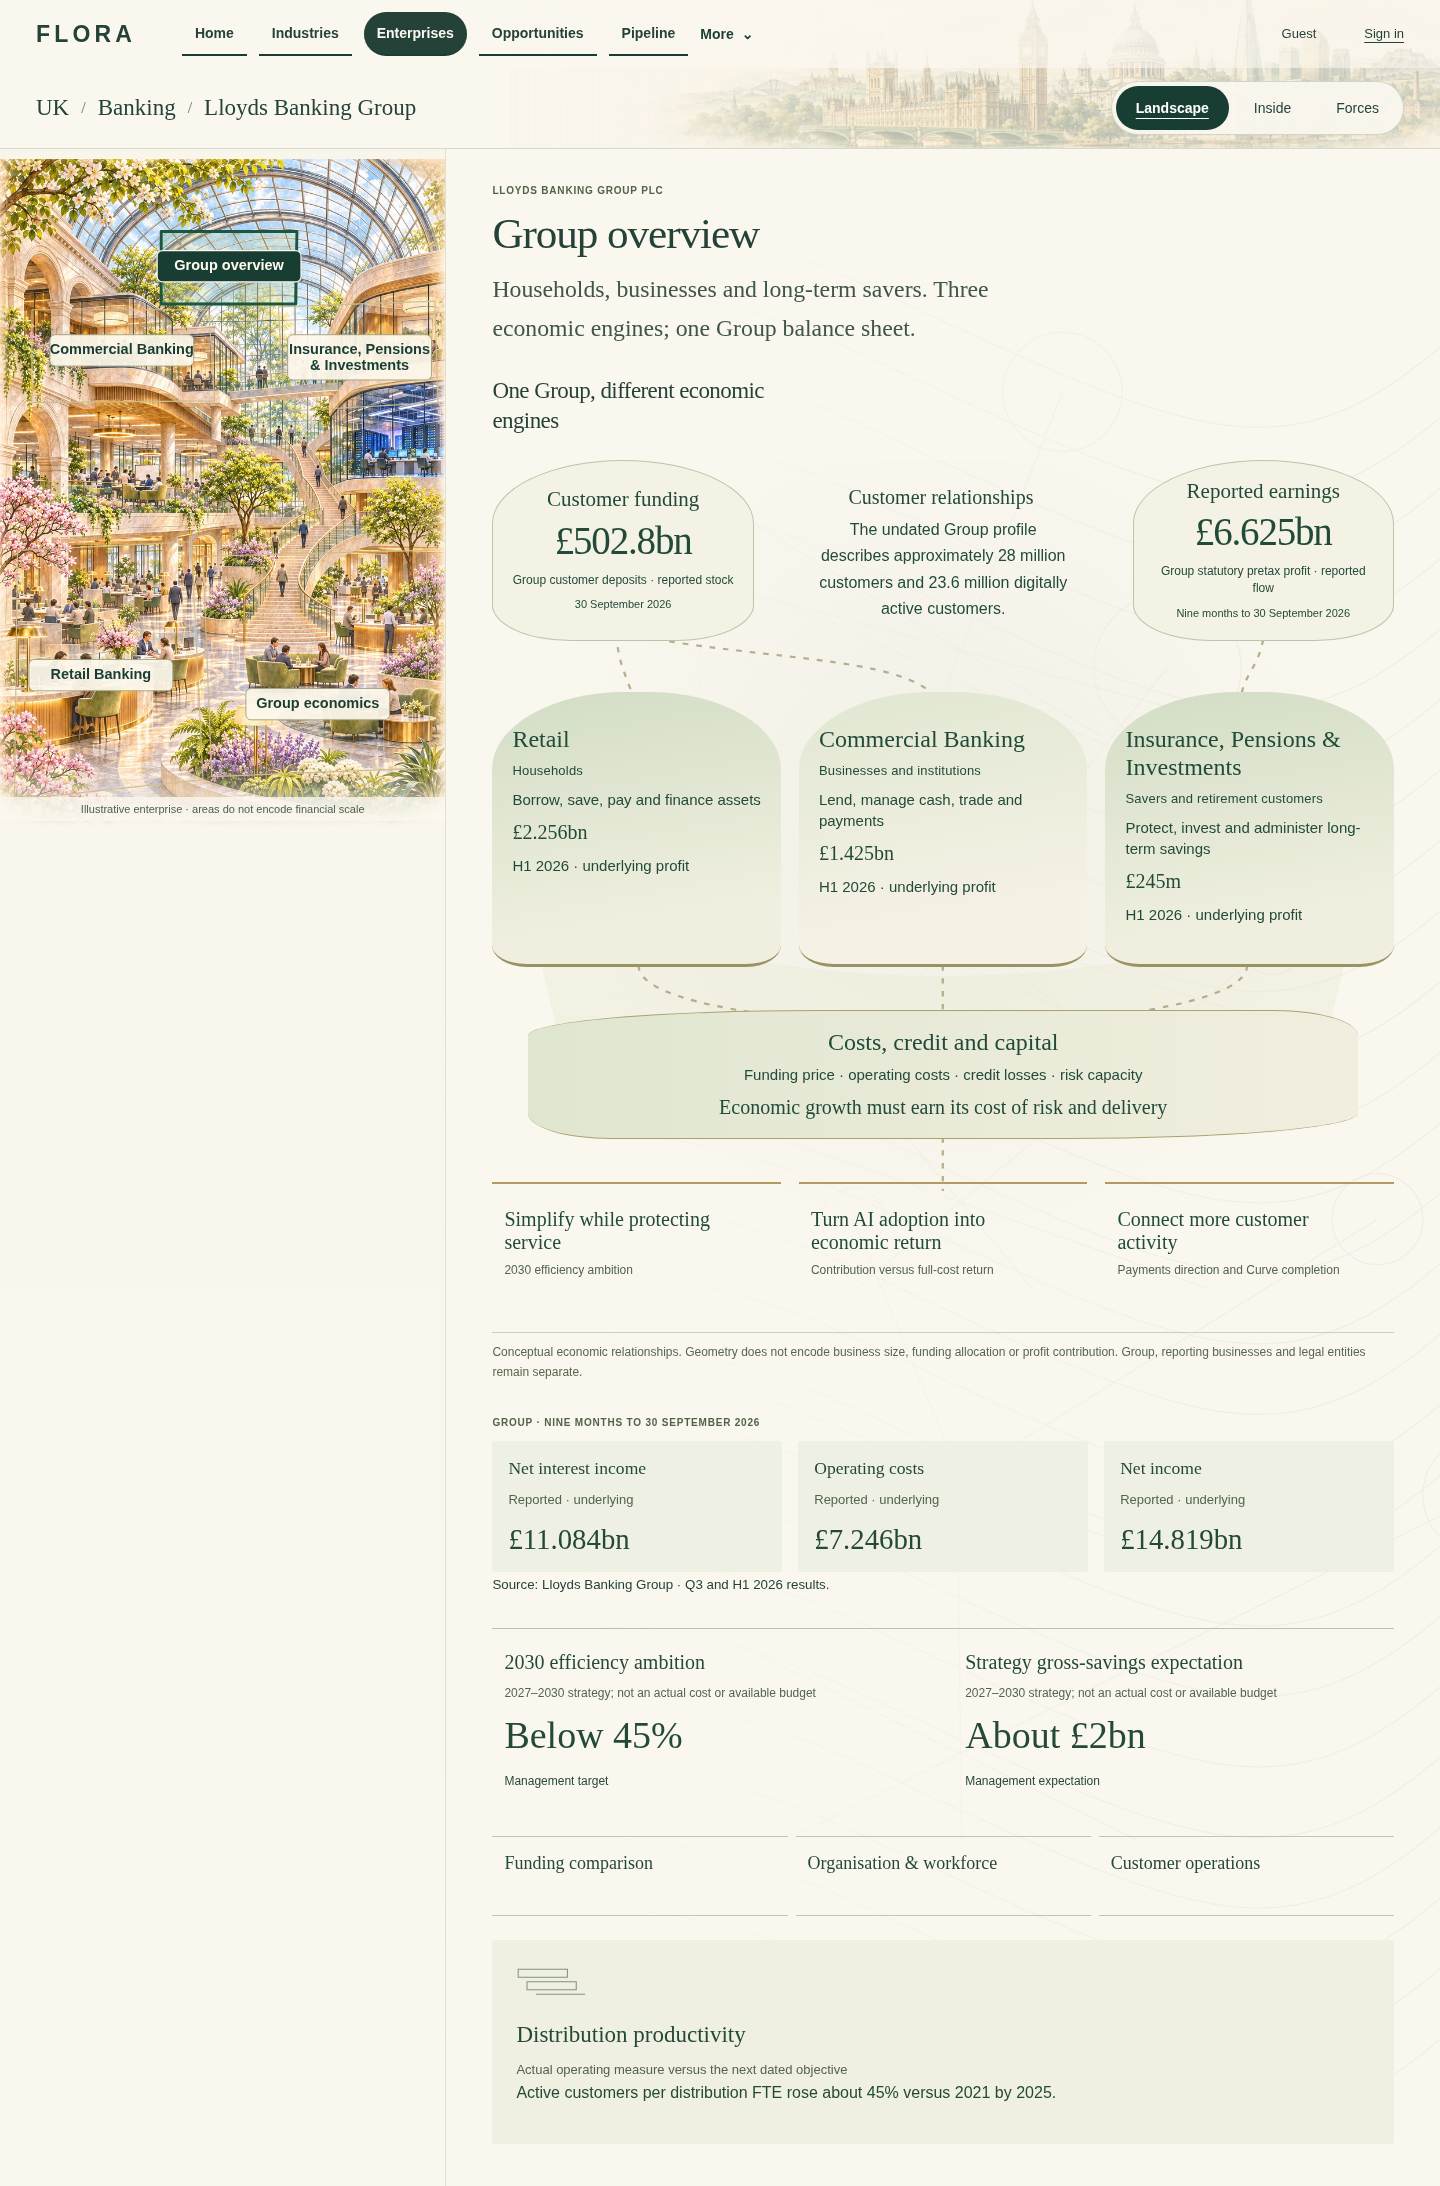 FLORA
Home
Industries
Enterprises
Opportunities
Pipeline
More
Guest
Sign in
UK / Banking / Lloyds Banking Group
Landscape
Inside
Forces
Group overview
Commercial Banking
Insurance, Pensions
& Investments
Retail Banking
Group economics
Illustrative enterprise · areas do not encode financial scale
LLOYDS BANKING GROUP PLC
Group overview
Households, businesses and long-term savers. Three
economic engines; one Group balance sheet.
One Group, different economic
engines
Customer funding
£502.8bn
Group customer deposits · reported stock
30 September 2026
Customer relationships
The undated Group profile
describes approximately 28 million
customers and 23.6 million digitally
active customers.
Reported earnings
£6.625bn
Group statutory pretax profit · reported
flow
Nine months to 30 September 2026
Retail
Households
Borrow, save, pay and finance assets
£2.256bn
H1 2026 · underlying profit
Commercial Banking
Businesses and institutions
Lend, manage cash, trade and
payments
£1.425bn
H1 2026 · underlying profit
Insurance, Pensions &
Investments
Savers and retirement customers
Protect, invest and administer long-
term savings
£245m
H1 2026 · underlying profit
Costs, credit and capital
Funding price · operating costs · credit losses · risk capacity
Economic growth must earn its cost of risk and delivery
Simplify while protecting
service
2030 efficiency ambition
Turn AI adoption into
economic return
Contribution versus full-cost return
Connect more customer
activity
Payments direction and Curve completion
Conceptual economic relationships. Geometry does not encode business size, funding allocation or profit contribution. Group, reporting businesses and legal entities
remain separate.
GROUP · NINE MONTHS TO 30 SEPTEMBER 2026
Net interest income
Reported · underlying
£11.084bn
Operating costs
Reported · underlying
£7.246bn
Net income
Reported · underlying
£14.819bn
Source: Lloyds Banking Group · Q3 and H1 2026 results.
2030 efficiency ambition
2027–2030 strategy; not an actual cost or available budget
Below 45%
Management target
Strategy gross-savings expectation
2027–2030 strategy; not an actual cost or available budget
About £2bn
Management expectation
Funding comparison
Organisation & workforce
Customer operations
Distribution productivity
Actual operating measure versus the next dated objective
Active customers per distribution FTE rose about 45% versus 2021 by 2025.